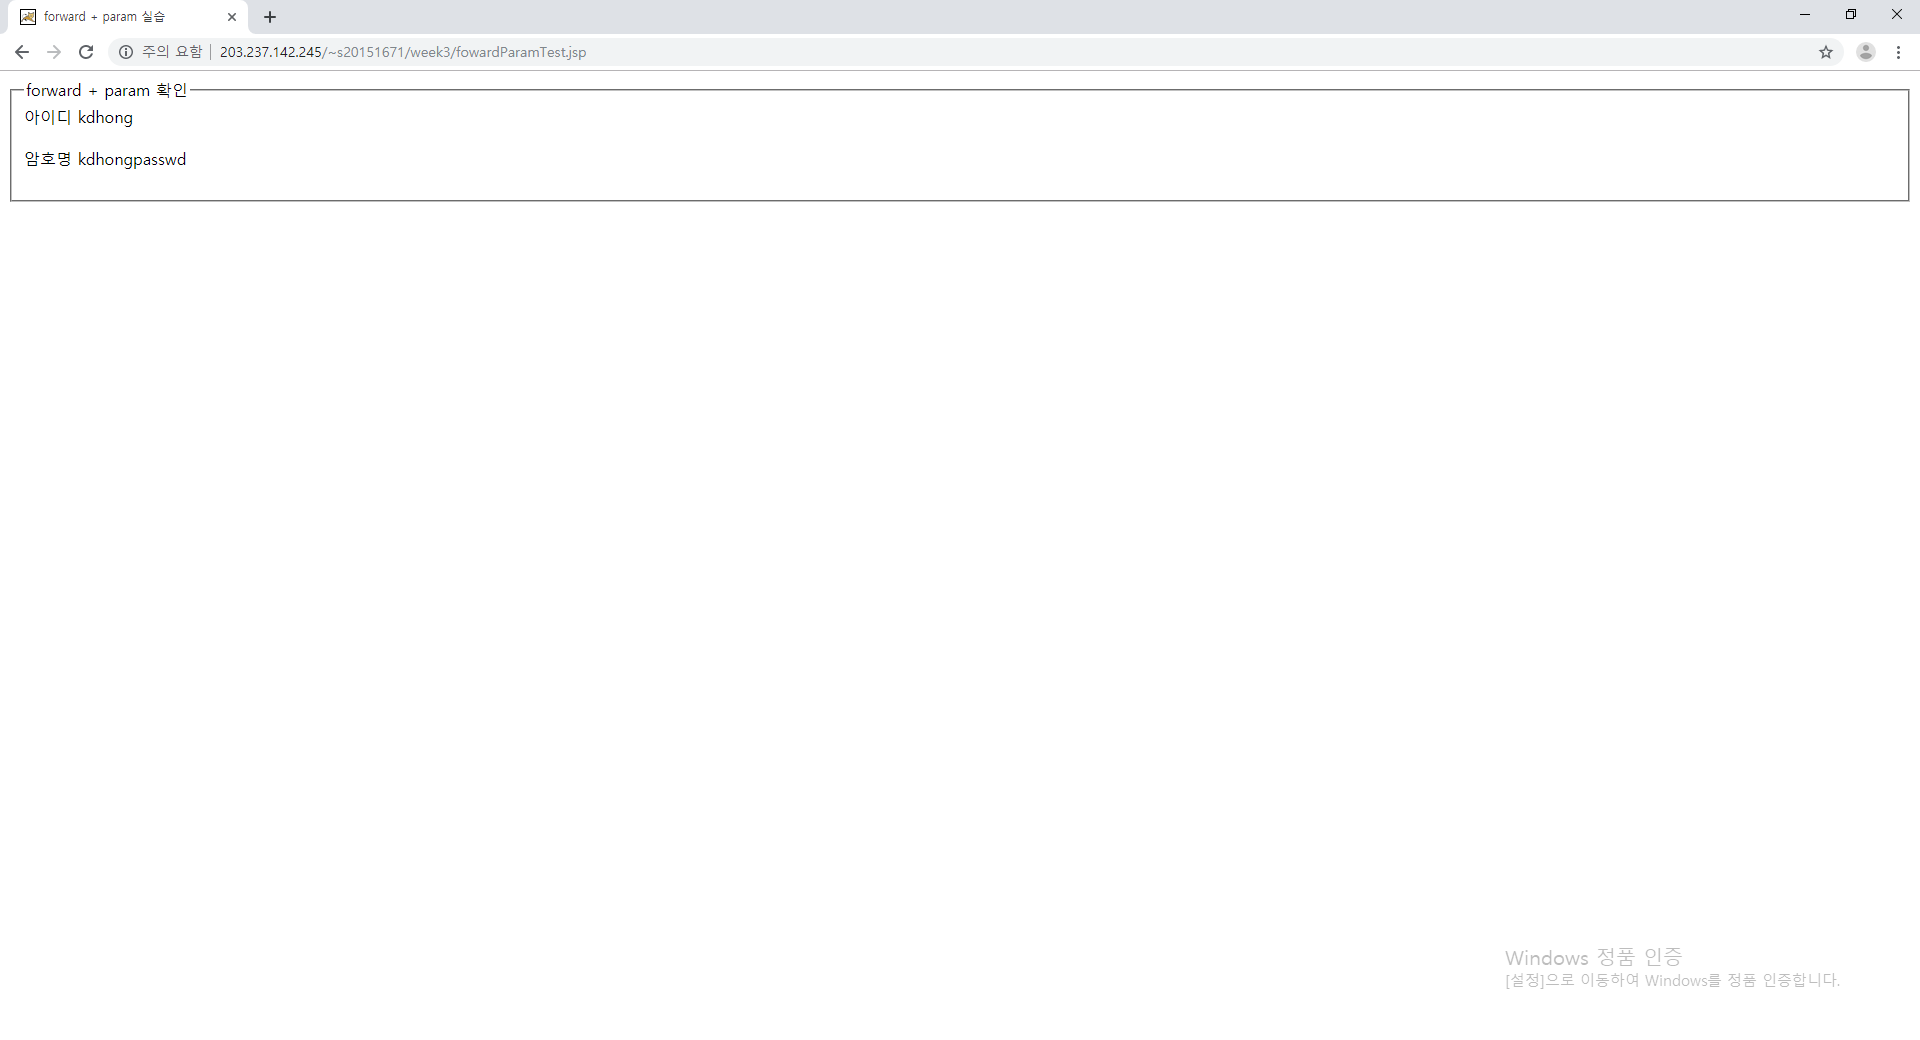 forward + param 실습
주의 요함 203.237.142.245/~s20151671/week3/fowardParamTest.jsp
forward + param 확인
아이디 kdhong
암호명 kdhongpasswd
Windows 정품 인증
[설정]으로 이동하여 Windows를 정품 인증합니다.